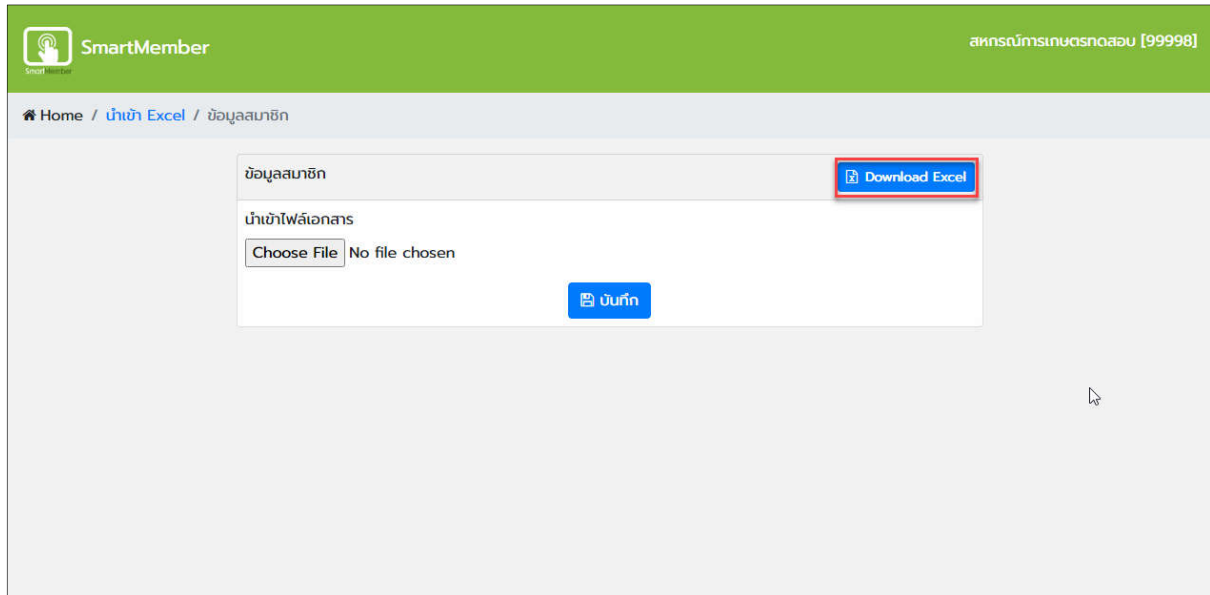 SmartMember
SmartMember
สหกรณ์การเกษตรทดสอบ [99998]
Home / นำเข้า Excel / ข้อมูลสมาชิก
ข้อมูลสมาชิก
Download Excel
นำเข้าไฟล์เอกสาร
Choose File No file chosen
บันทึก